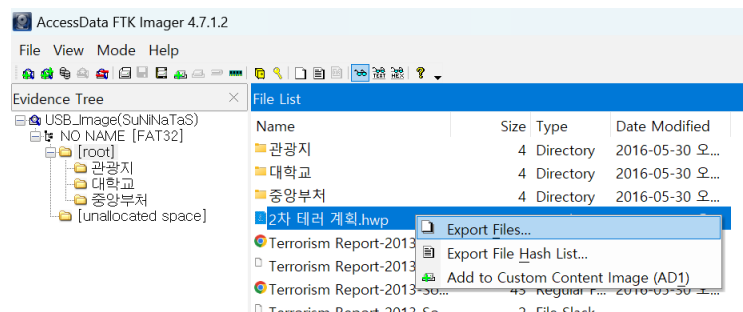 AccessData FTK Imager 4.7.1.2
File View Mode Help
Evidence Tree
File List
USB_Image(SuNiNaTaS)
NO NAME [FAT32]
[root]
관광지
대학교
중앙부처
[unallocated space]
Name Size Type Date Modified
관광지 4 Directory 2016-05-30 오...
대학교 4 Directory 2016-05-30 오...
중앙부처 4 Directory 2016-05-30 오...
2차 테러 계획.hwp
Terrorism Report-2013
Terrorism Report-2013
Terrorism Report-2013-So... 43 Regular F... 2016-05-30 오...
Terrorism Report-2013-So... 2 File Slack
Export Files...
Export File Hash List...
Add to Custom Content Image (AD1)